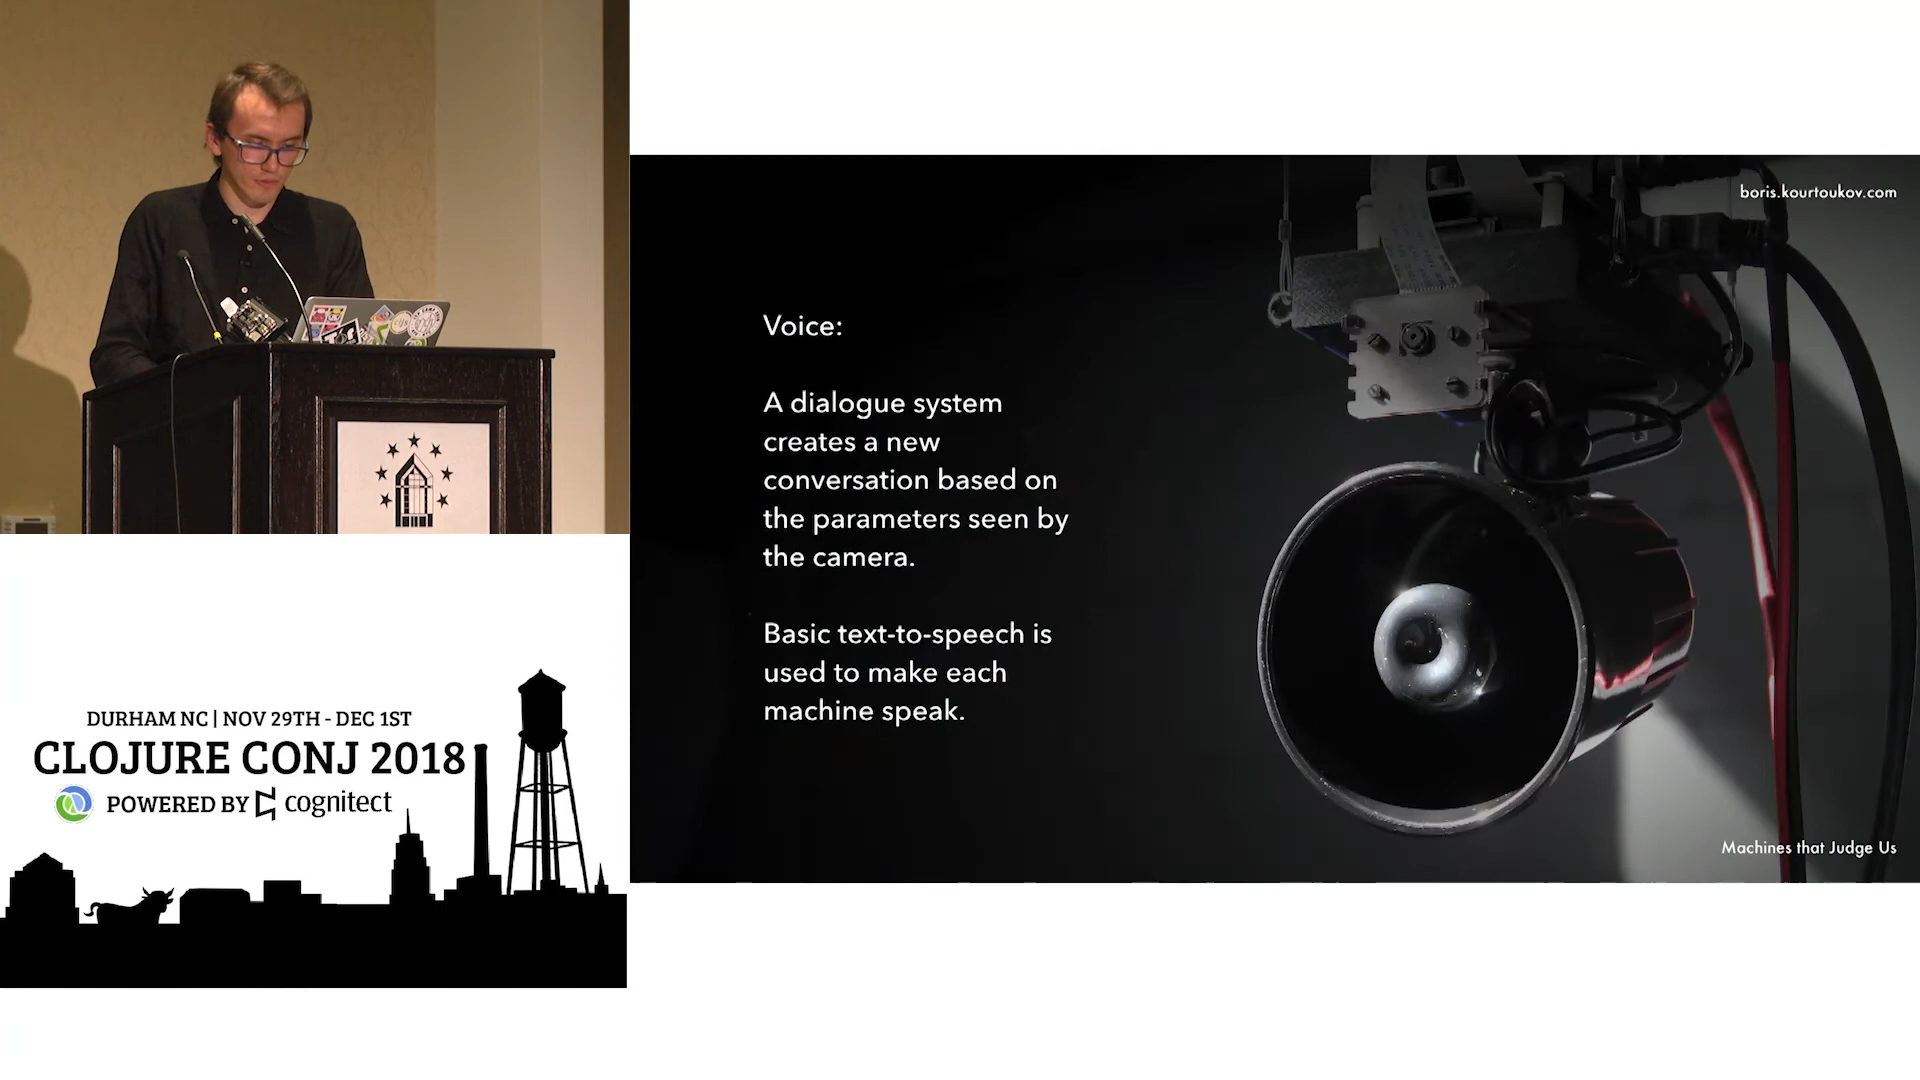 boris.kourtoukov.com
Voice:
A dialogue system
creates a new
conversation based on
the parameters seen by
the camera.
Basic text-to-speech is
used to make each
machine speak.
Machines that Judge Us
DURHAM NC | NOV 29TH - DEC 1ST
CLOJURE CONJ 2018
POWERED BY cognitect